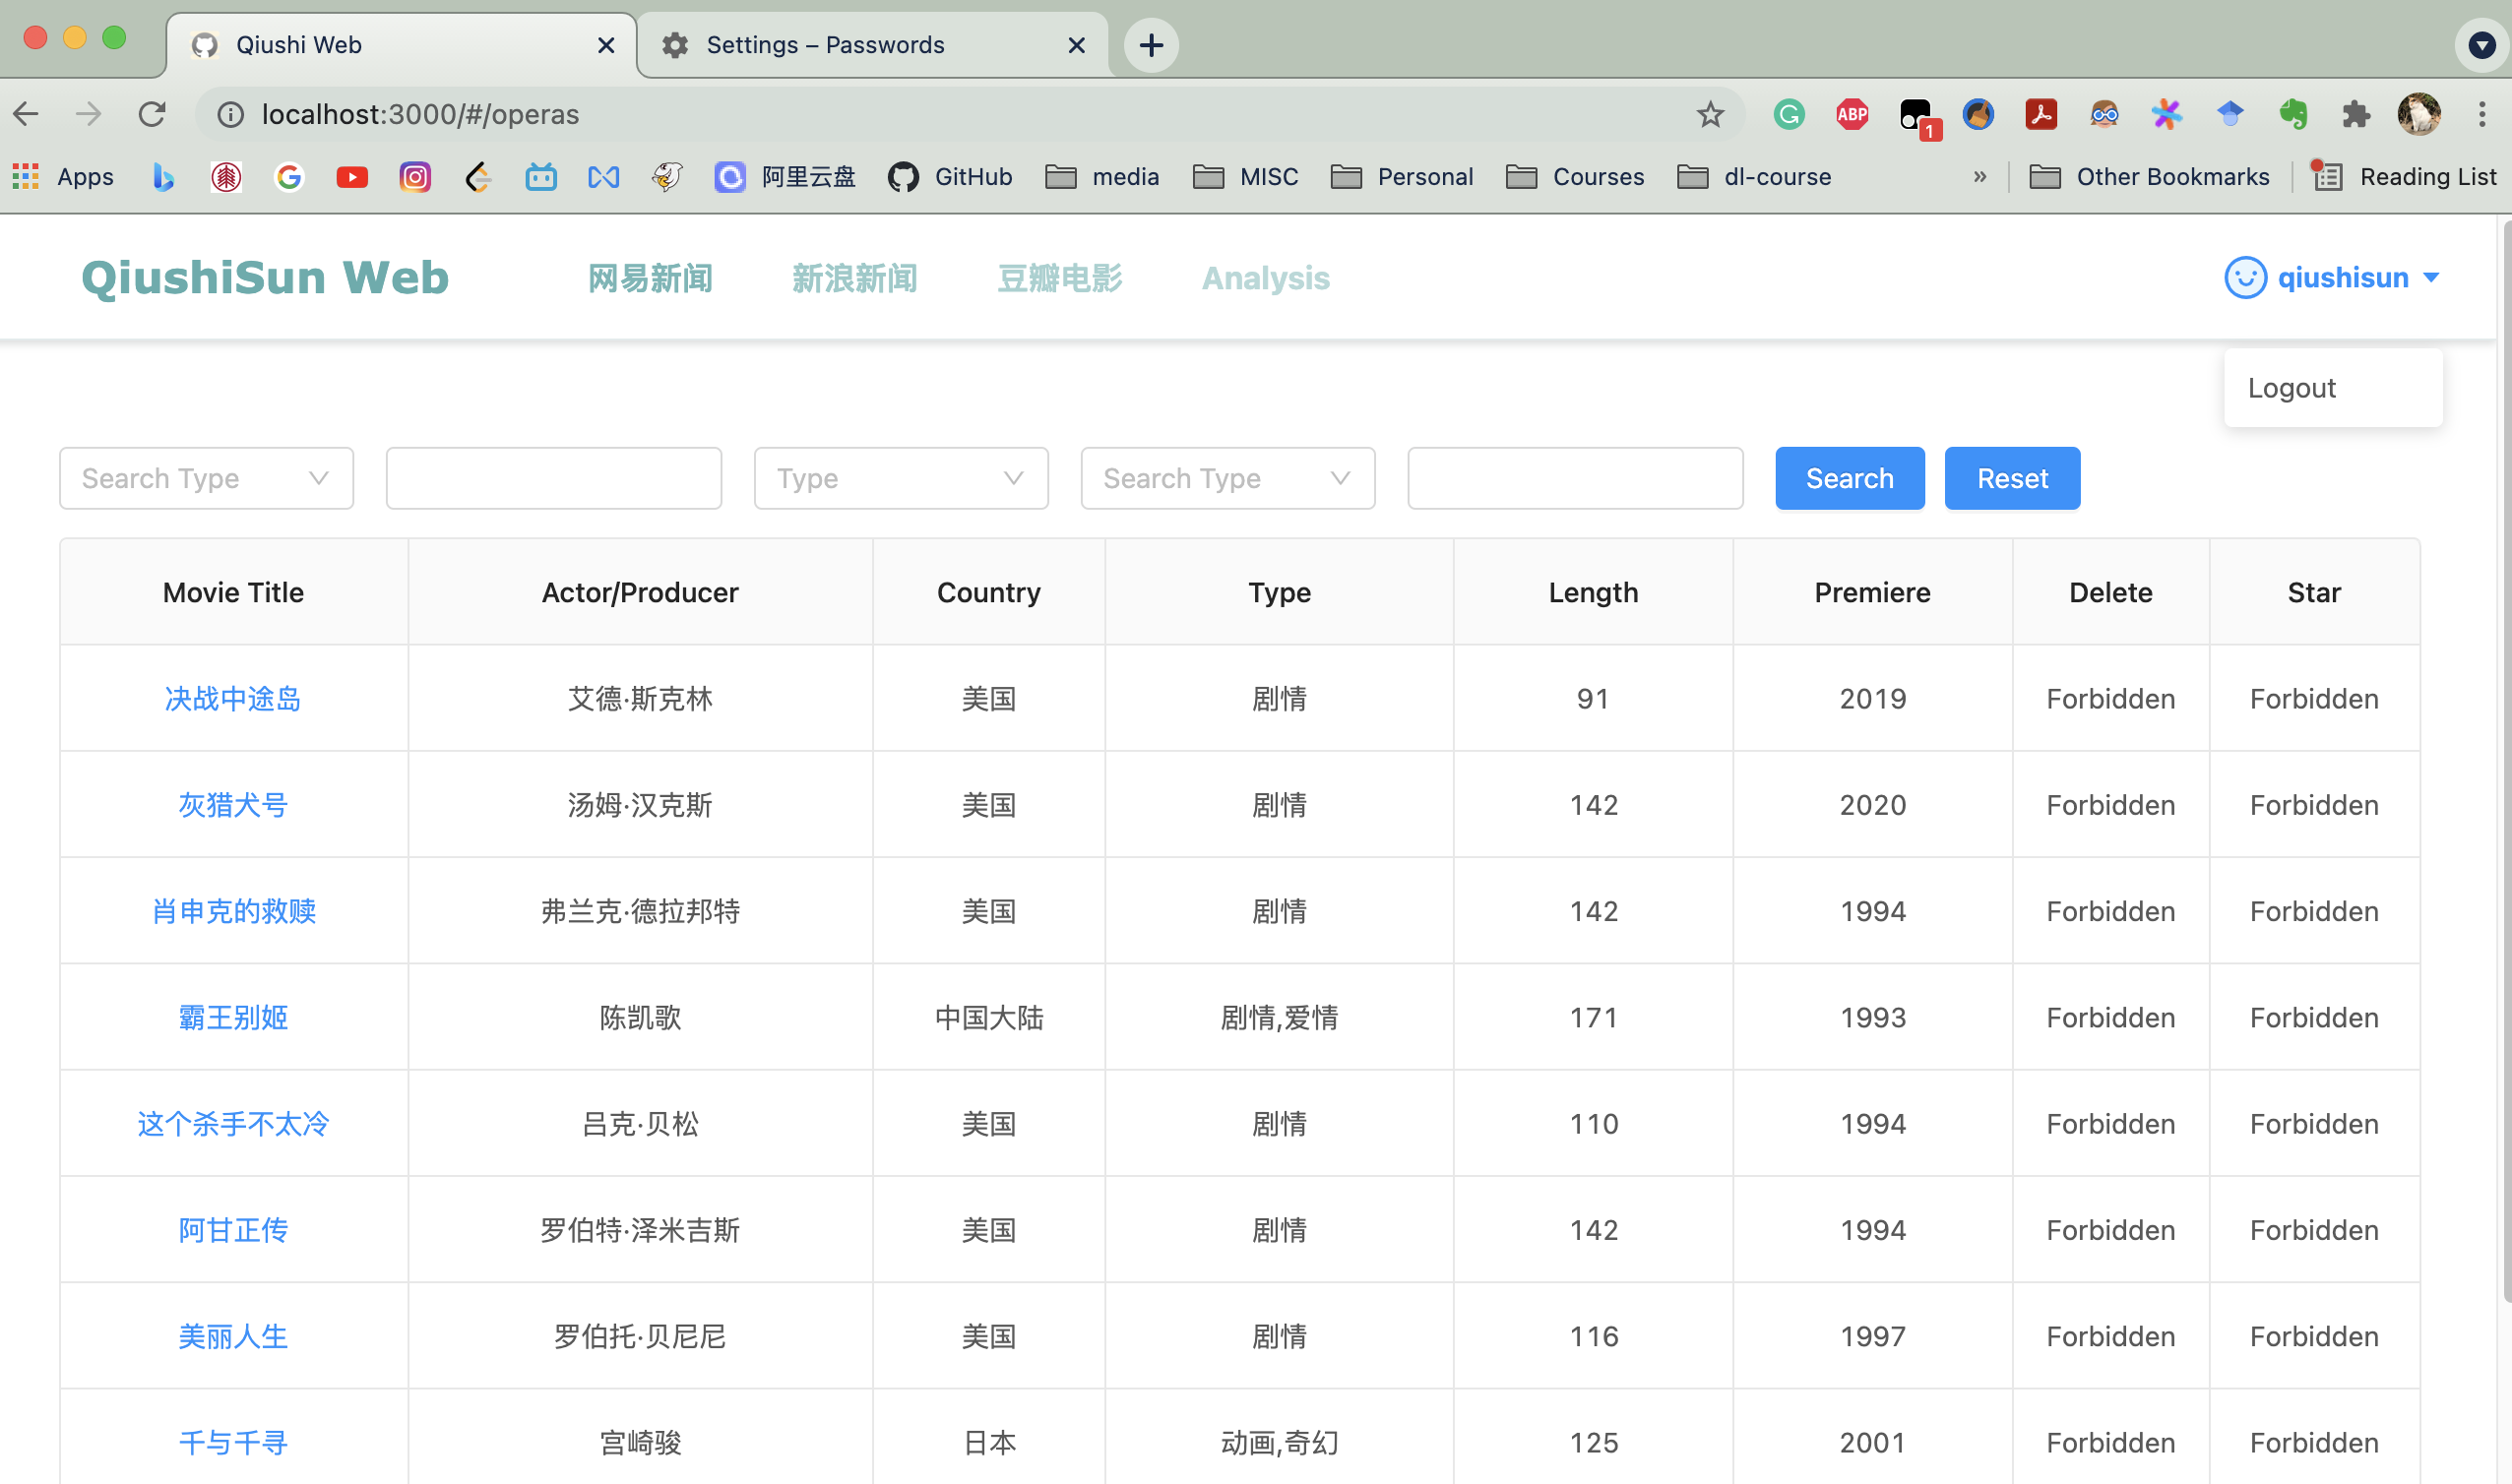 Qiushi Web
Settings – Passwords
localhost:3000/#/operas
ABP
1
Apps
阿里云盘
GitHub
media
MISC
Personal
Courses
dl-course
»
Other Bookmarks
Reading List
QiushiSun Web
网易新闻
新浪新闻
豆瓣电影
Analysis
qiushisun
Logout
Search Type
Type
Search Type
Search
Reset
Movie Title Actor/Producer Country Type Length Premiere Delete Star
决战中途岛 艾德·斯克林 美国 剧情 91 2019 Forbidden Forbidden
灰猎犬号 汤姆·汉克斯 美国 剧情 142 2020 Forbidden Forbidden
肖申克的救赎 弗兰克·德拉邦特 美国 剧情 142 1994 Forbidden Forbidden
霸王别姬 陈凯歌 中国大陆 剧情,爱情 171 1993 Forbidden Forbidden
这个杀手不太冷 吕克·贝松 美国 剧情 110 1994 Forbidden Forbidden
阿甘正传 罗伯特·泽米吉斯 美国 剧情 142 1994 Forbidden Forbidden
美丽人生 罗伯托·贝尼尼 美国 剧情 116 1997 Forbidden Forbidden
千与千寻 宫崎骏 日本 动画,奇幻 125 2001 Forbidden Forbidden